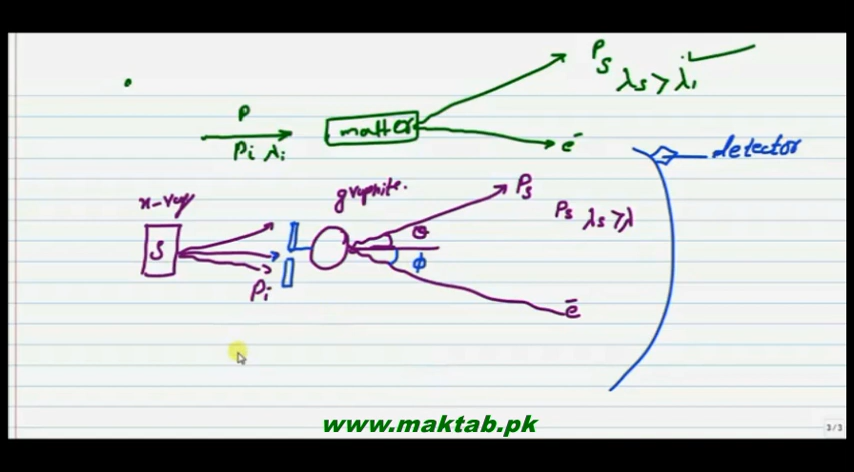 Ps
λs > λi
P
Pi λi
matter
e⁻
detector
x-ray
graphite.
S
Pi
θ
φ
Ps
Ps λs > λ
e⁻
www.maktab.pk
3/3